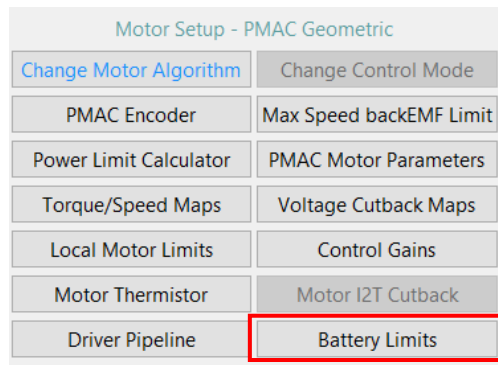 Motor Setup - PMAC Geometric
Change Motor Algorithm Change Control Mode
PMAC Encoder Max Speed backEMF Limit
Power Limit Calculator PMAC Motor Parameters
Torque/Speed Maps Voltage Cutback Maps
Local Motor Limits Control Gains
Motor Thermistor Motor I2T Cutback
Driver Pipeline Battery Limits